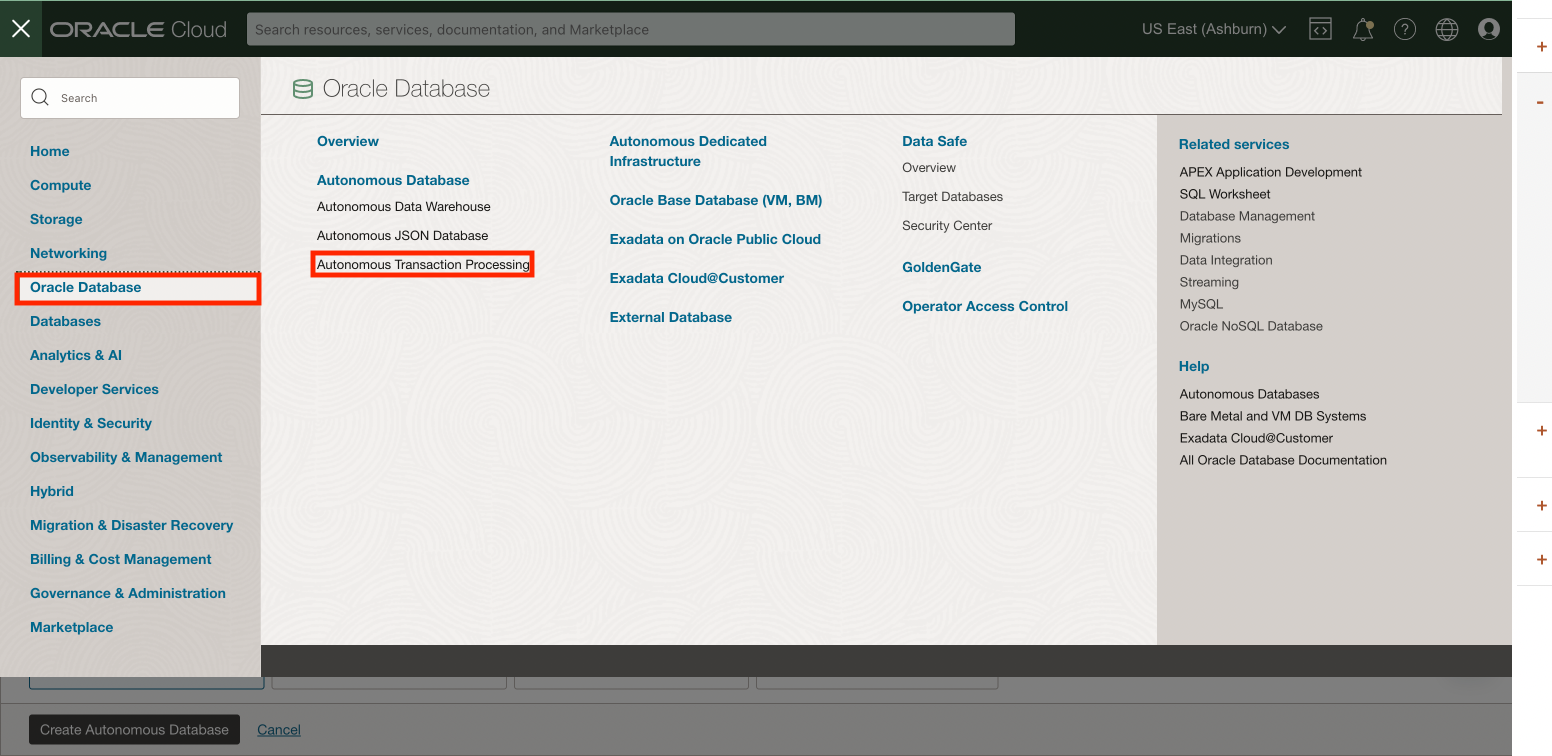 ORACLE Cloud
Search resources, services, documentation, and Marketplace
US East (Ashburn)
Search
Home
Compute
Storage
Networking
Oracle Database
Databases
Analytics & AI
Developer Services
Identity & Security
Observability & Management
Hybrid
Migration & Disaster Recovery
Billing & Cost Management
Governance & Administration
Marketplace
Oracle Database
Overview
Autonomous Database
Autonomous Data Warehouse
Autonomous JSON Database
Autonomous Transaction Processing
Autonomous Dedicated
Infrastructure
Oracle Base Database (VM, BM)
Exadata on Oracle Public Cloud
Exadata Cloud@Customer
External Database
Data Safe
Overview
Target Databases
Security Center
GoldenGate
Operator Access Control
Related services
APEX Application Development
SQL Worksheet
Database Management
Migrations
Data Integration
Streaming
MySQL
Oracle NoSQL Database
Help
Autonomous Databases
Bare Metal and VM DB Systems
Exadata Cloud@Customer
All Oracle Database Documentation
Create Autonomous Database
Cancel
+
-
+
+
+